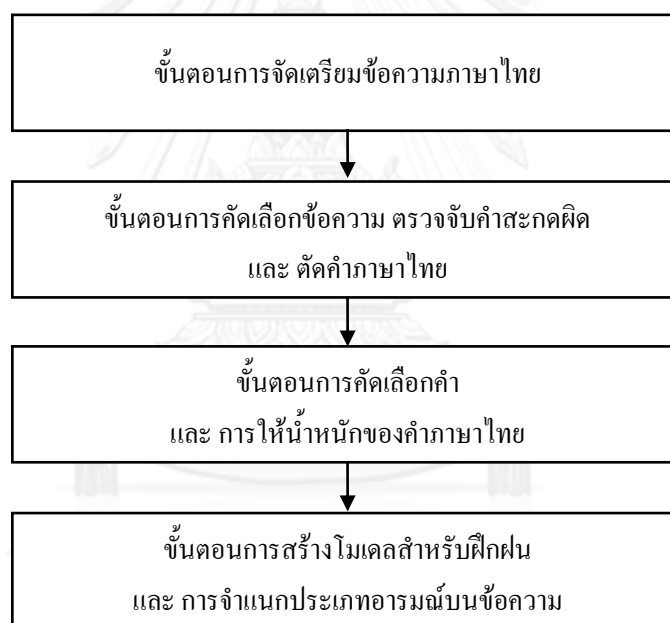 ขั้นตอนการจัดเตรียมข้อความภาษาไทย
ขั้นตอนการคัดเลือกข้อความ ตรวจจับคำสะกดผิด
และ ตัดคำภาษาไทย
ขั้นตอนการคัดเลือกคำ
และ การให้น้ำหนักของคำภาษาไทย
ขั้นตอนการสร้างโมเดลสำหรับฝึกฝน
และ การจำแนกประเภทอารมณ์บนข้อความ